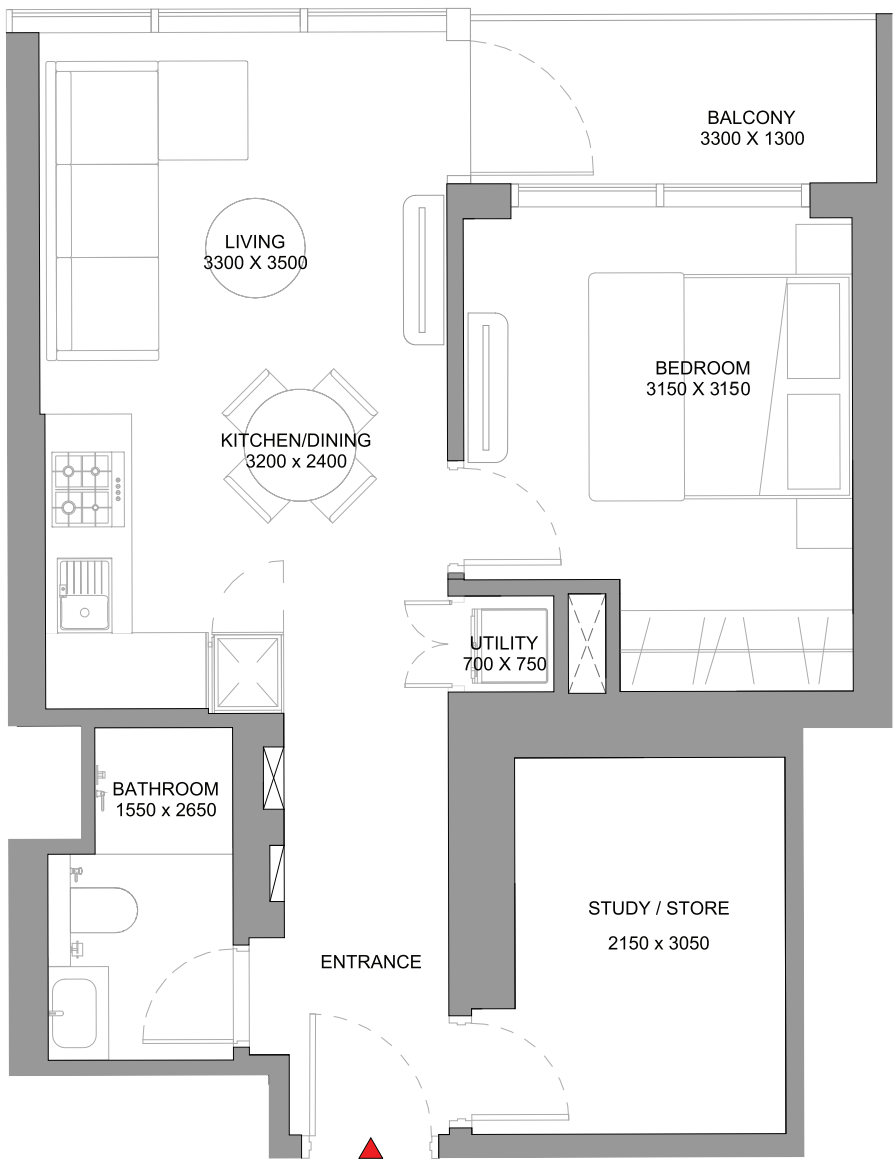 BALCONY
3300 X 1300
LIVING
3300 X 3500
BEDROOM
3150 X 3150
KITCHEN/DINING
3200 x 2400
UTILITY
700 X 750
BATHROOM
1550 x 2650
STUDY / STORE
2150 x 3050
ENTRANCE